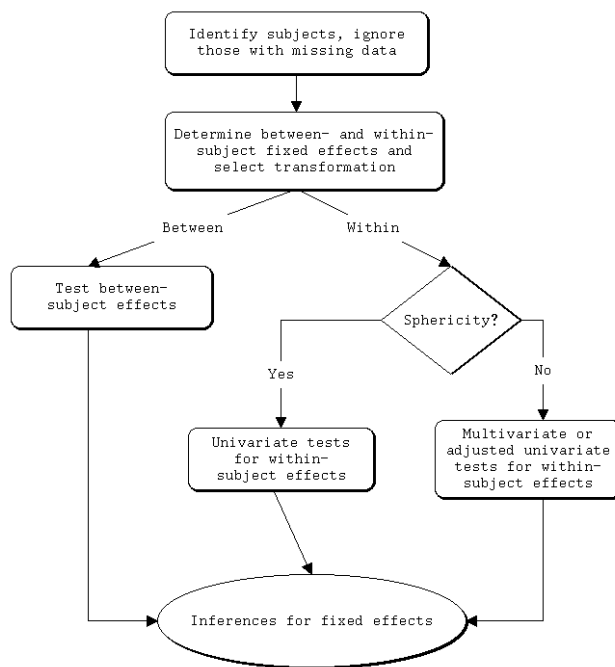 Identify subjects, ignore
those with missing data
Determine between- and within-
subject fixed effects and
select transformation
Between
Within
Test between-
subject effects
Sphericity?
Yes
No
Univariate tests
for within-
subject effects
Multivariate or
adjusted univariate
tests for within-
subject effects
Inferences for fixed effects